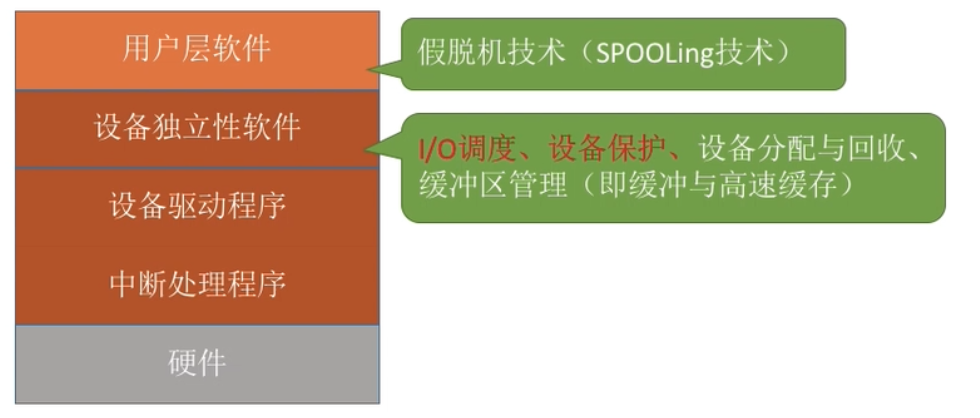 用户层软件
假脱机技术（SPOOLing技术）
设备独立性软件
I/O调度、设备保护、设备分配与回收、
缓冲区管理（即缓冲与高速缓存）
设备驱动程序
中断处理程序
硬件